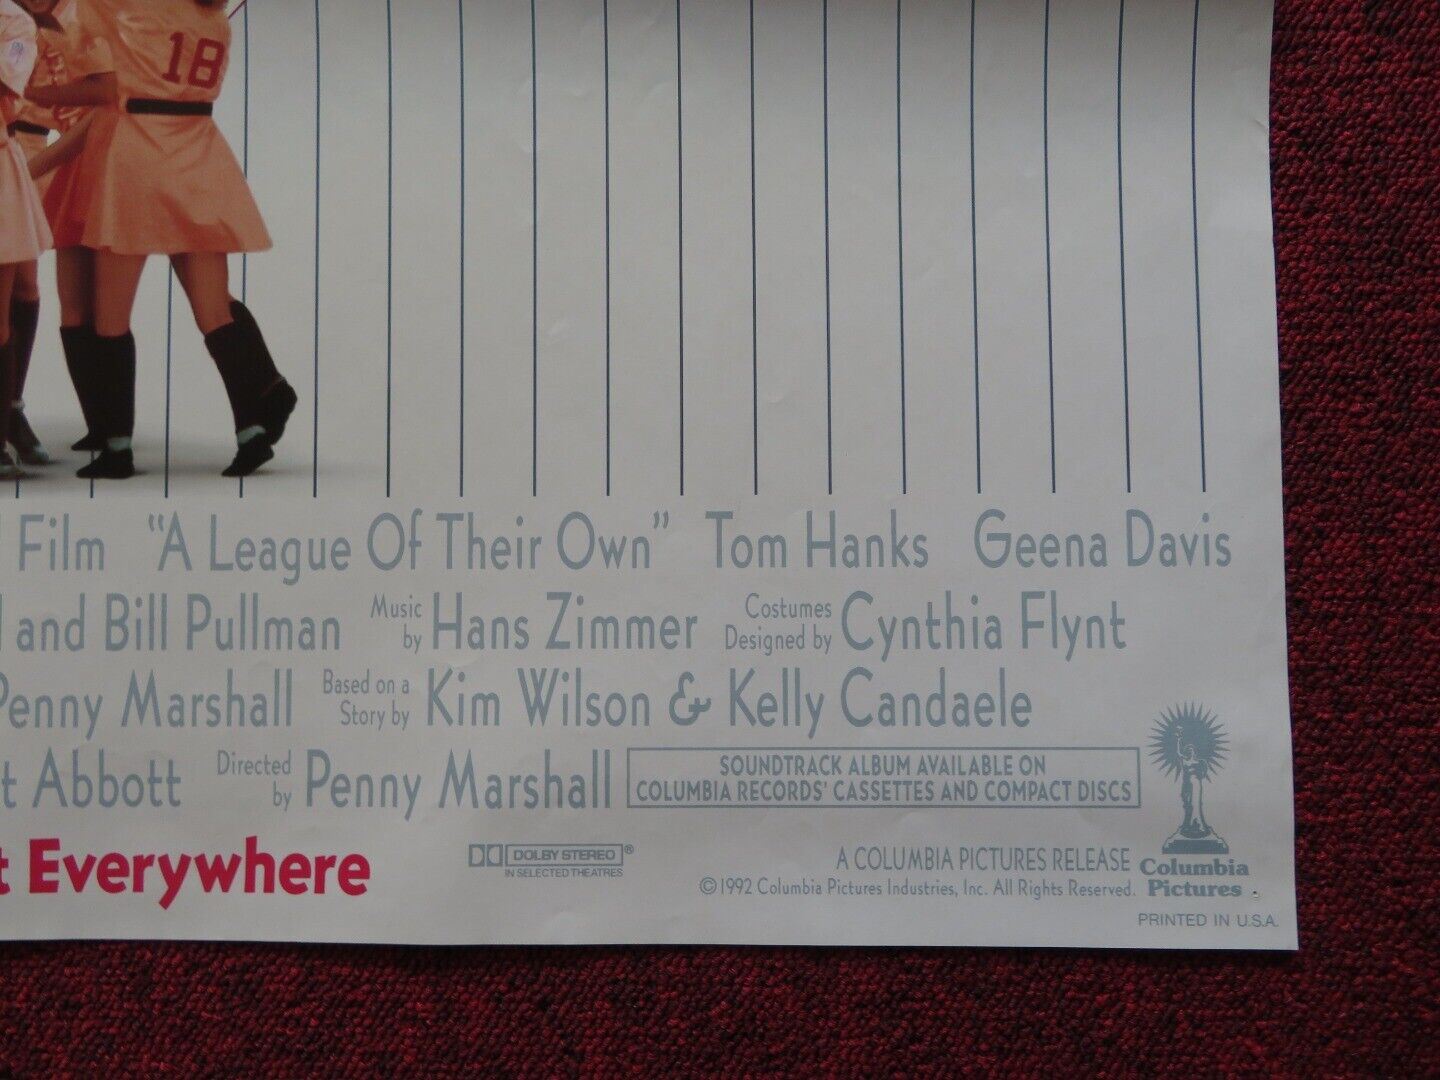 18
Film "A League Of Their Own" Tom Hanks Geena Davis
and Bill Pullman Music by Hans Zimmer Costumes Designed by Cynthia Flynt
Penny Marshall Based on a Story by Kim Wilson & Kelly Candaele
t Abbott Directed by Penny Marshall
SOUNDTRACK ALBUM AVAILABLE ON
COLUMBIA RECORDS' CASSETTES AND COMPACT DISCS
t Everywhere
DOLBY STEREO ®
IN SELECTED THEATRES
A COLUMBIA PICTURES RELEASE
©1992 Columbia Pictures Industries, Inc. All Rights Reserved.
Columbia
Pictures
PRINTED IN U.S.A.